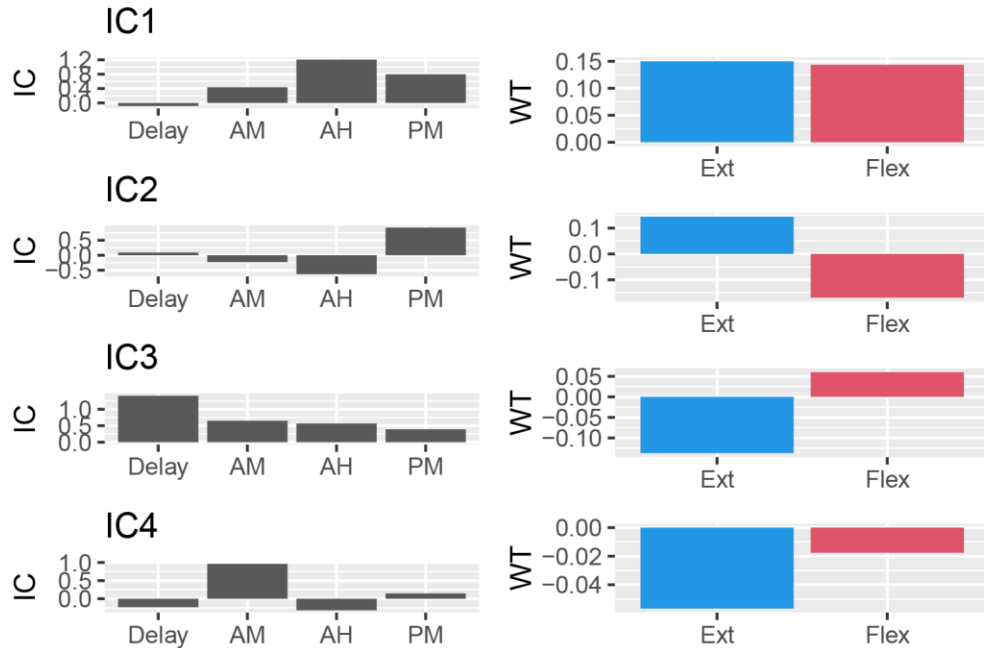 IC1
IC
1.2
0.8
0.4
0.0
Delay AM AH PM
WT
0.15
0.10
0.05
0.00
Ext Flex
IC2
IC
0.5
0.0
−0.5
Delay AM AH PM
WT
0.1
0.0
−0.1
Ext Flex
IC3
IC
1.0
0.5
0.0
Delay AM AH PM
WT
0.05
0.00
−0.05
−0.10
Ext Flex
IC4
IC
1.0
0.5
0.0
Delay AM AH PM
WT
0.00
−0.02
−0.04
Ext Flex